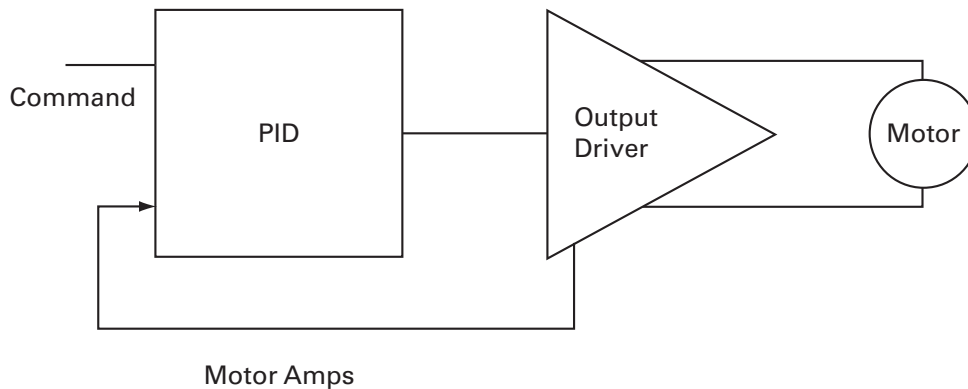 Command
PID
Output
Driver
Motor
Motor Amps